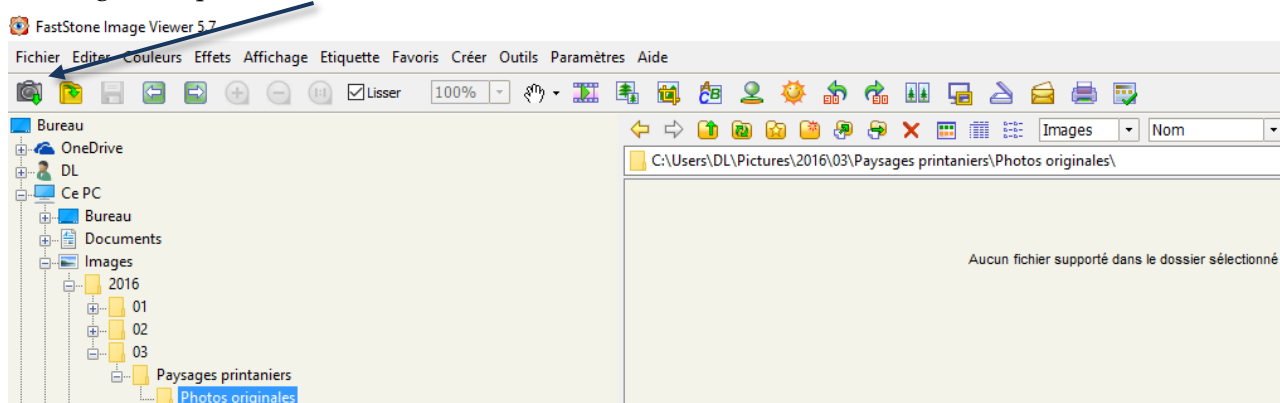 FastStone Image Viewer 5.7
Fichier Editer Couleurs Effets Affichage Etiquette Favoris Créer Outils Paramètres Aide
Lisser 100%
Bureau
OneDrive
DL
Ce PC
Bureau
Documents
Images
2016
01
02
03
Paysages printaniers
Photos originales
Images Nom
C:\Users\DL\Pictures\2016\03\Paysages printaniers\Photos originales\
Aucun fichier supporté dans le dossier sélectionné